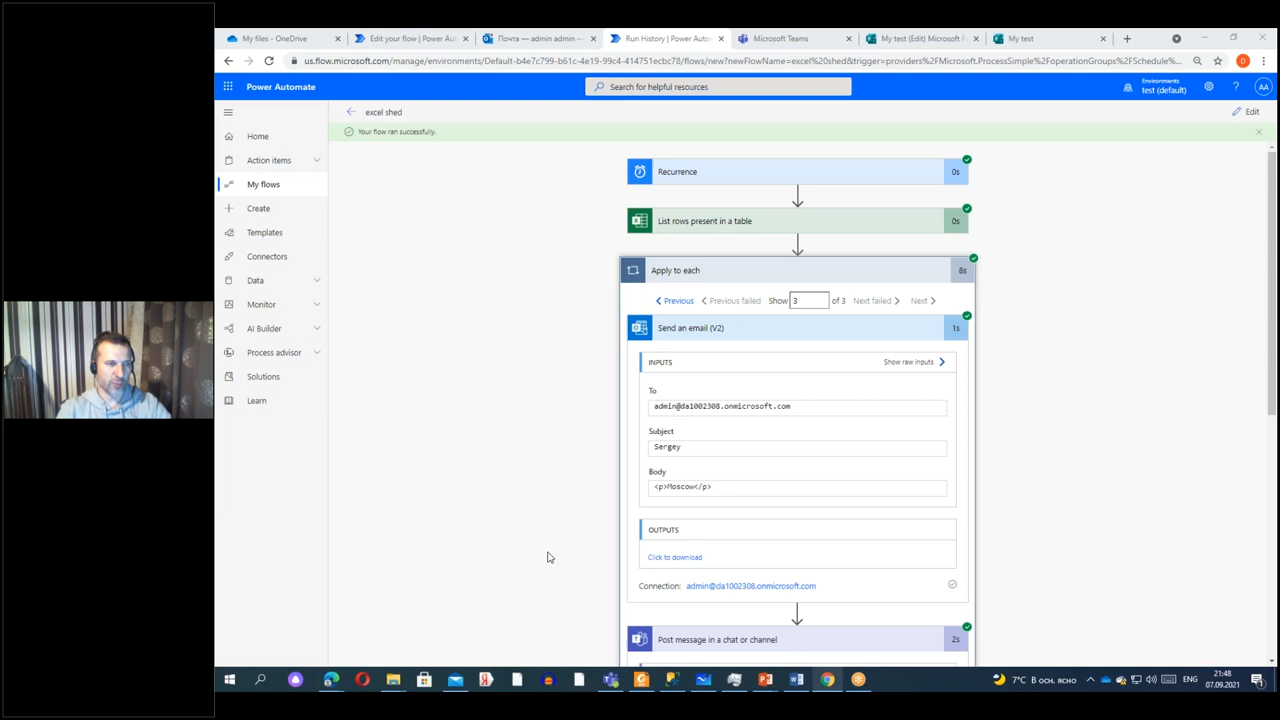 My files - OneDrive
Edit your flow | Power Aut
Почта — admin admin —
Run History | Power Automate
Microsoft Teams
My test (Edit) Microsoft F
My test
us.flow.microsoft.com/manage/environments/Default-b4e7c799-b61c-4e19-99c4-414751ecbc78/flows/new?newFlowName=excel%20shed&trigger=providers%2FMicrosoft.ProcessSimple%2FoperationGroups%2FSchedule%...
D
Power Automate
Search for helpful resources
Environments
test (default)
?
AA
excel shed
Edit
Your flow ran successfully.
Home
Action items
My flows
Create
Templates
Connectors
Data
Monitor
AI Builder
Process advisor
Solutions
Learn
Recurrence
0s
List rows present in a table
0s
Apply to each
8s
Previous
Previous failed
Show
3
of 3
Next failed
Next
Send an email (V2)
1s
INPUTS
Show raw inputs
To
admin@da1002308.onmicrosoft.com
Subject
Sergey
Body
<p>Moscow</p>
OUTPUTS
Click to download
Connection: admin@da1002308.onmicrosoft.com
Post message in a chat or channel
2s
7°C В осн. ясно
ENG
21:48
07.09.2021